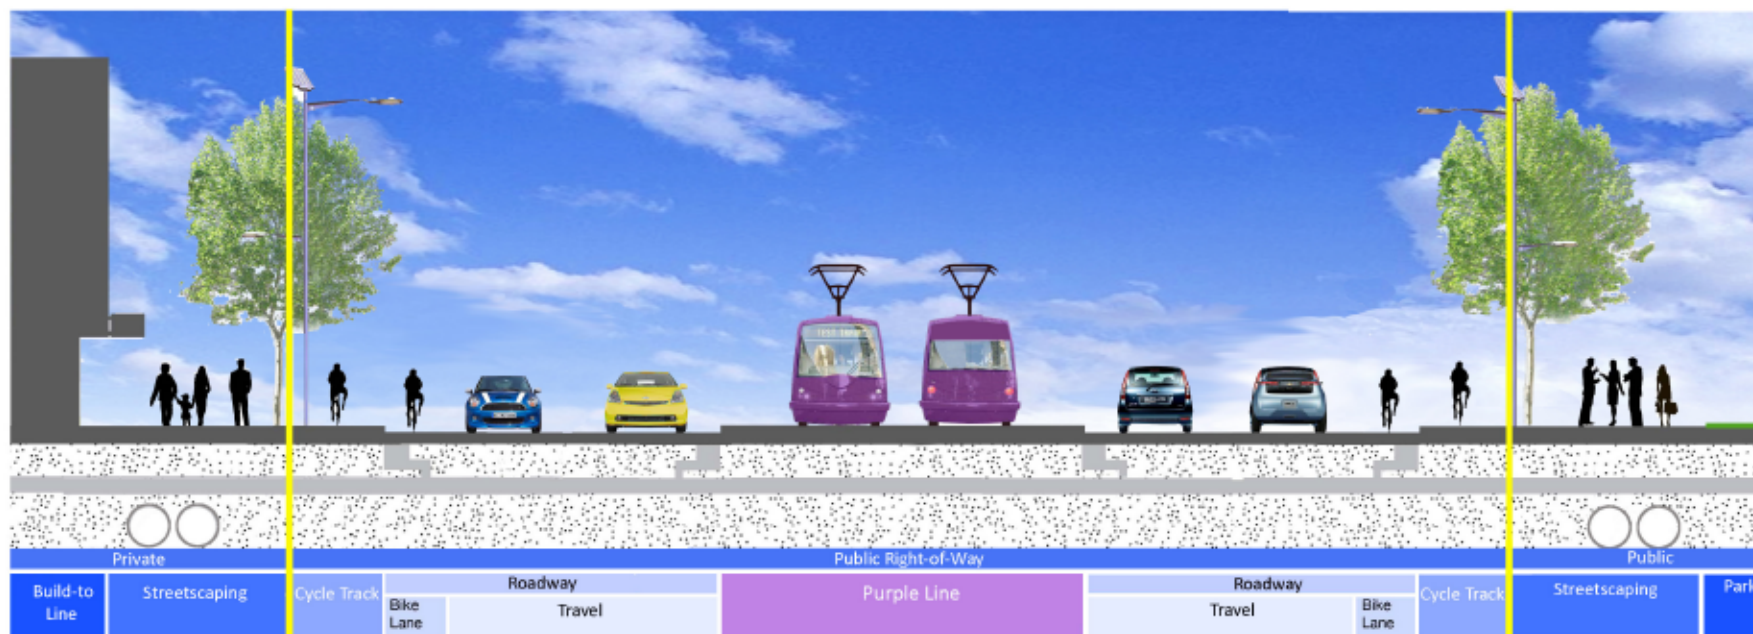 Private
Public Right-of-Way
Public
Build-to
Line
Streetscaping
Cycle Track
Roadway
Bike
Lane
Travel
Purple Line
Roadway
Travel
Bike
Lane
Cycle Track
Streetscaping
Park